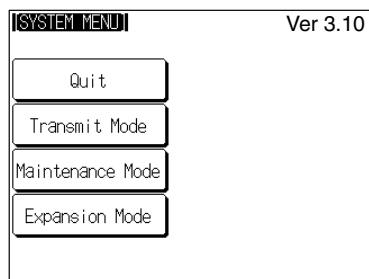 [SYSTEM MENU] Ver 3.10
Quit
Transmit Mode
Maintenance Mode
Expansion Mode